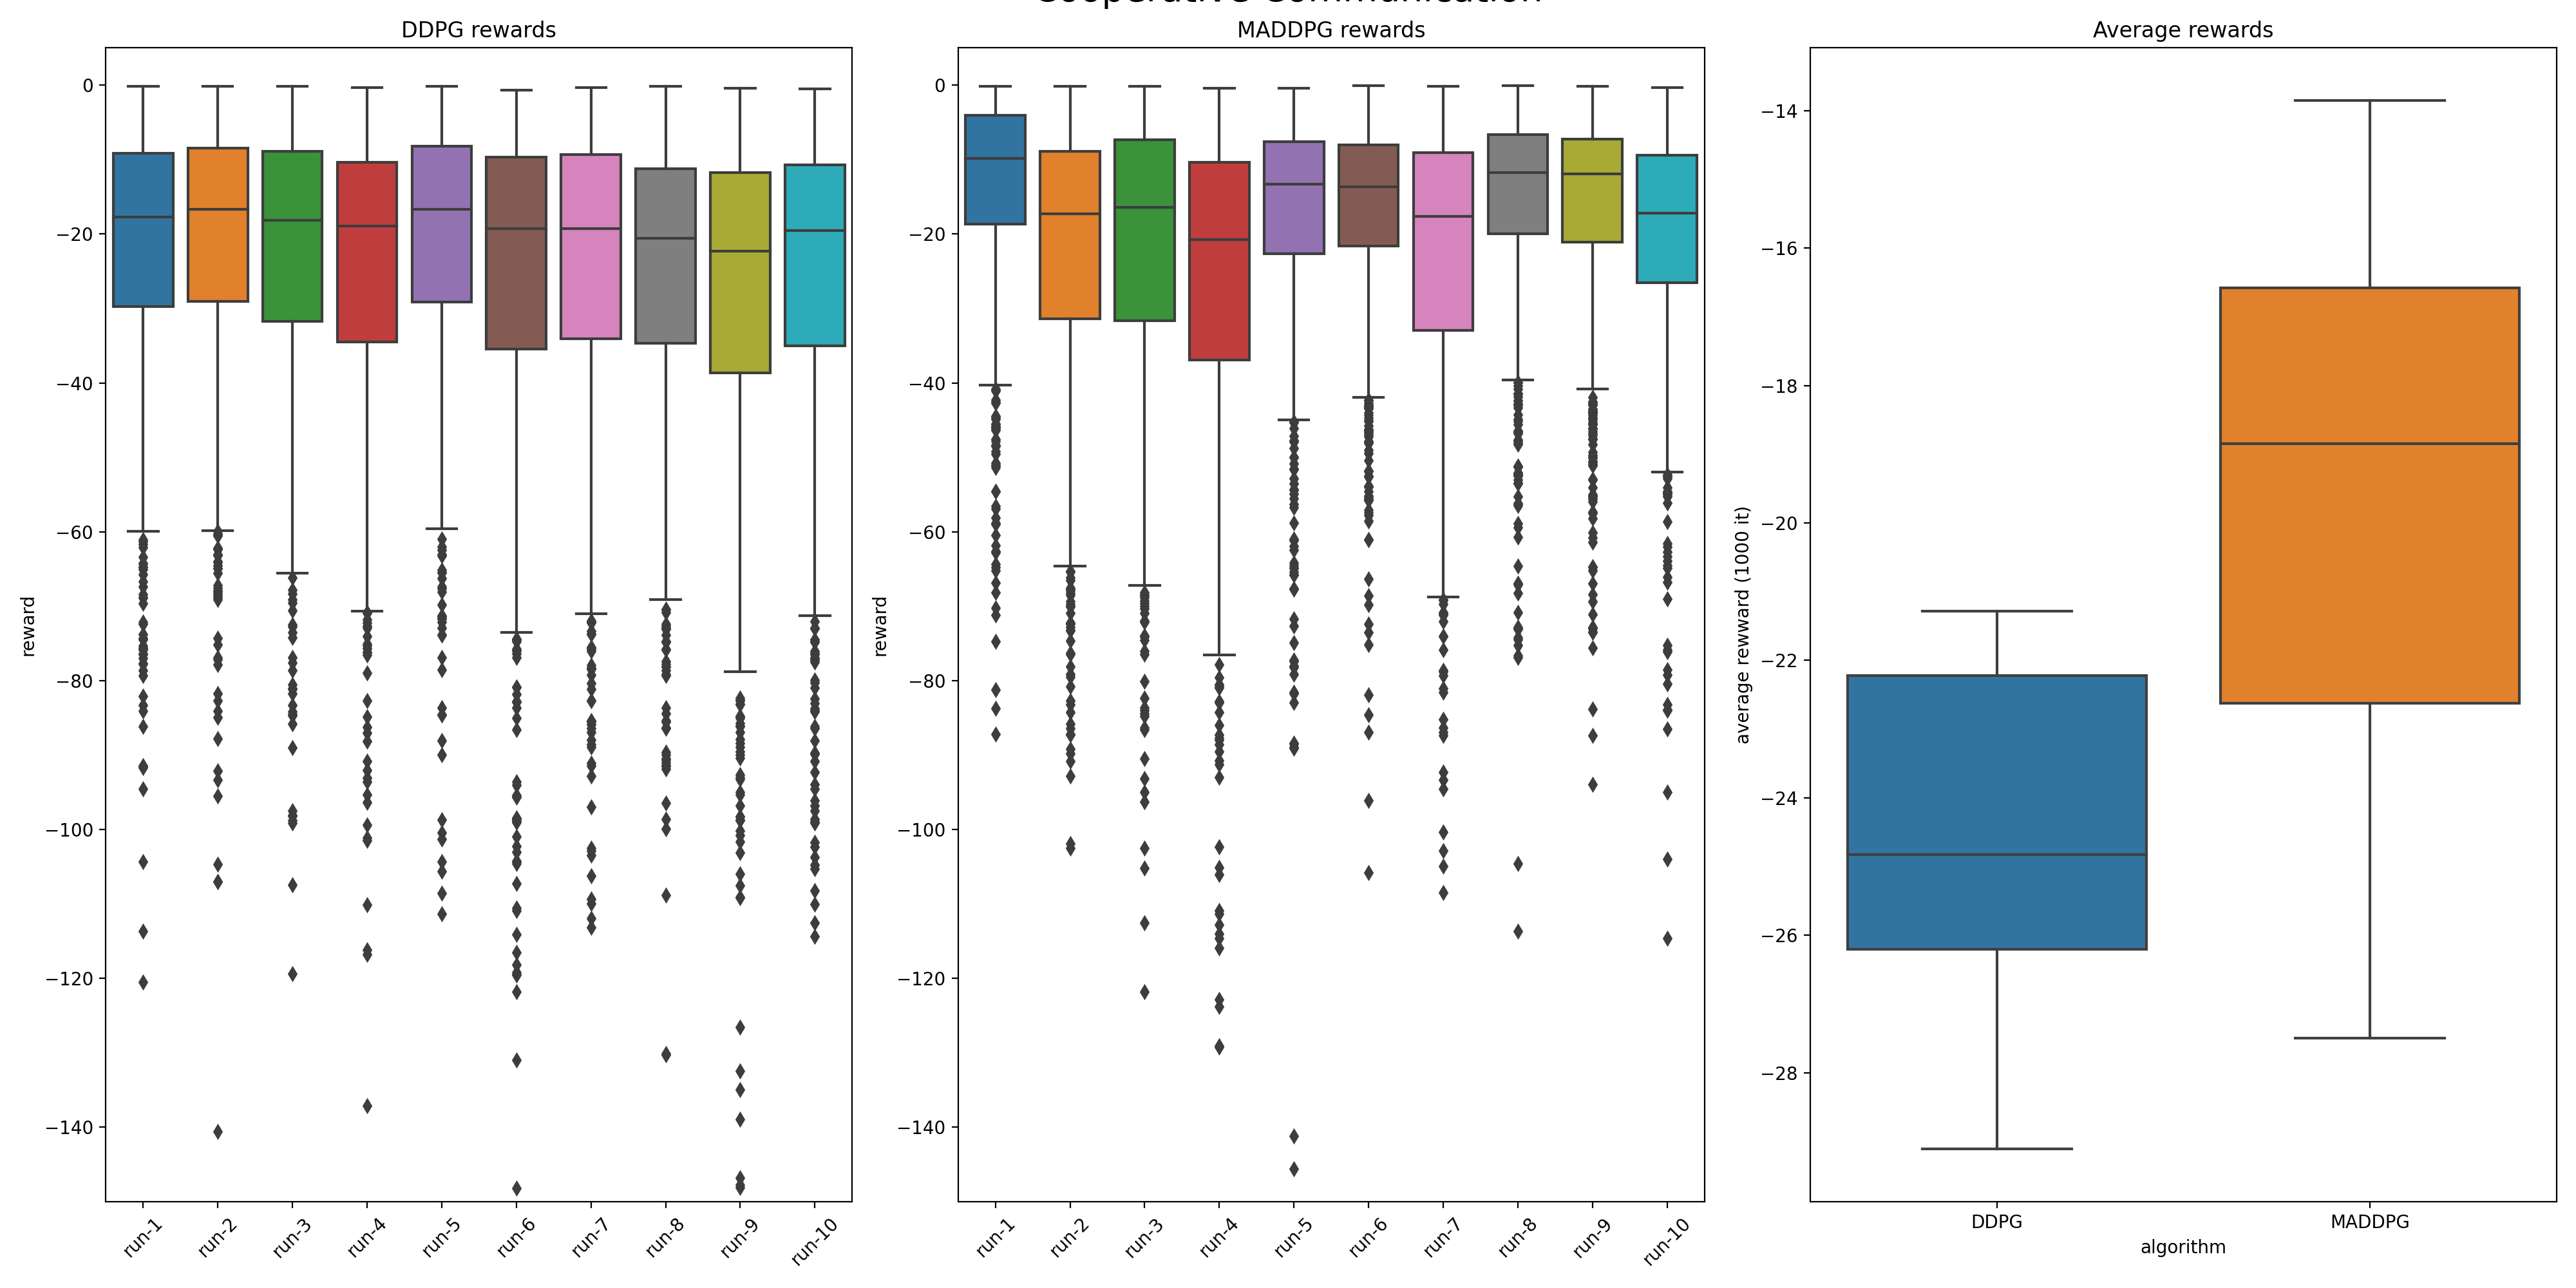 Cooperative Communication
DDPG rewards
MADDPG rewards
Average rewards
0
−20
−40
−60
−80
−100
−120
−140
reward
run-1
run-2
run-3
run-4
run-5
run-6
run-7
run-8
run-9
run-10
0
−20
−40
−60
−80
−100
−120
−140
reward
run-1
run-2
run-3
run-4
run-5
run-6
run-7
run-8
run-9
run-10
−14
−16
−18
−20
−22
−24
−26
−28
average rewward (1000 it)
DDPG
MADDPG
algorithm